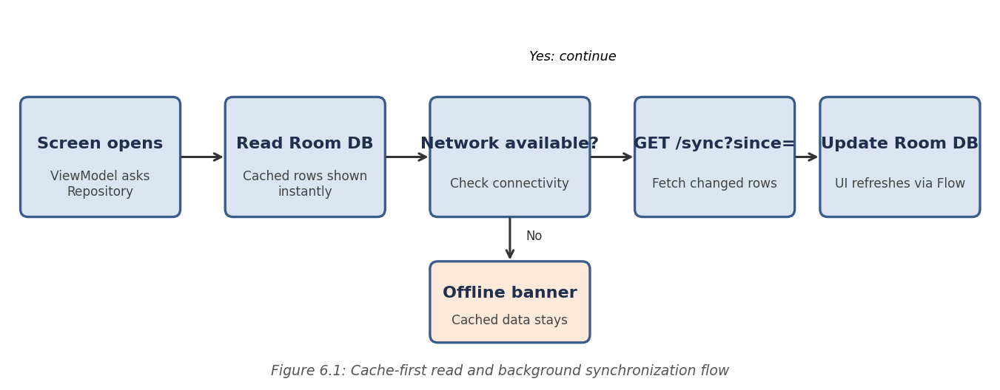 Yes: continue
Screen opens
ViewModel asks
Repository
Read Room DB
Cached rows shown
instantly
Network available?
Check connectivity
GET /sync?since=
Fetch changed rows
Update Room DB
UI refreshes via Flow
No
Offline banner
Cached data stays
Figure 6.1: Cache-first read and background synchronization flow